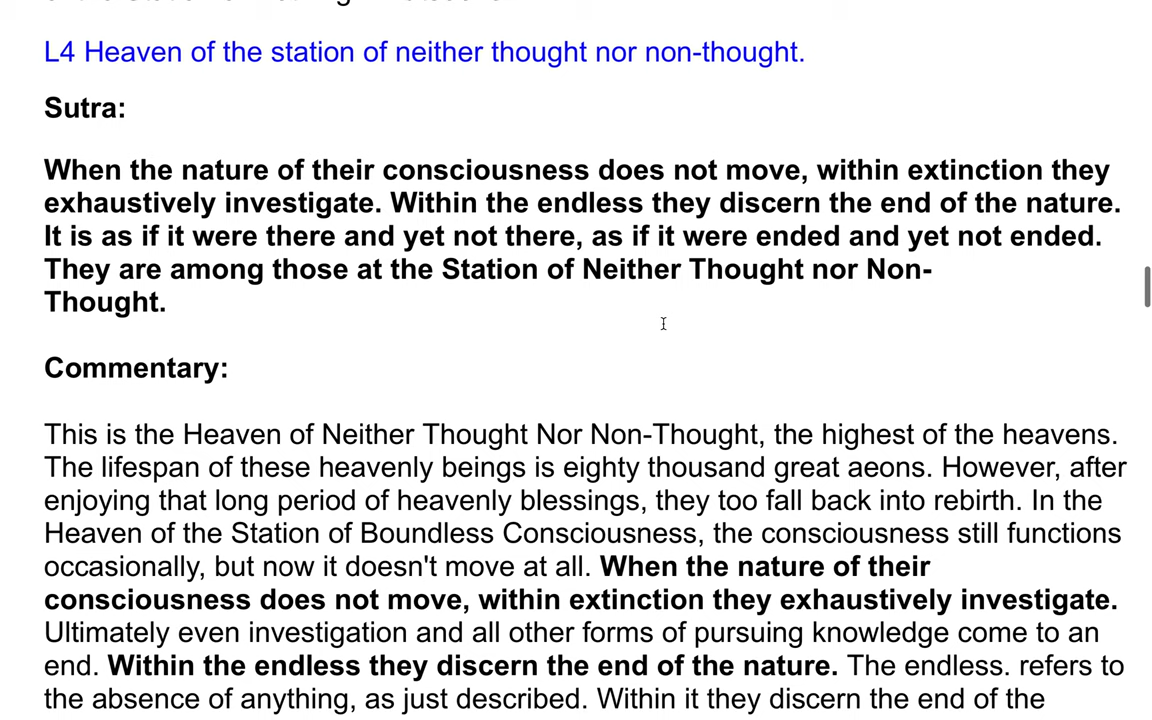 L4 Heaven of the station of neither thought nor non-thought.
Sutra:
When the nature of their consciousness does not move, within extinction they
exhaustively investigate. Within the endless they discern the end of the nature.
It is as if it were there and yet not there, as if it were ended and yet not ended.
They are among those at the Station of Neither Thought nor Non-
Thought.
Commentary:
This is the Heaven of Neither Thought Nor Non-Thought, the highest of the heavens.
The lifespan of these heavenly beings is eighty thousand great aeons. However, after
enjoying that long period of heavenly blessings, they too fall back into rebirth. In the
Heaven of the Station of Boundless Consciousness, the consciousness still functions
occasionally, but now it doesn't move at all. When the nature of their
consciousness does not move, within extinction they exhaustively investigate.
Ultimately even investigation and all other forms of pursuing knowledge come to an
end. Within the endless they discern the end of the nature. The endless. refers to
the absence of anything, as just described. Within it they discern the end of the